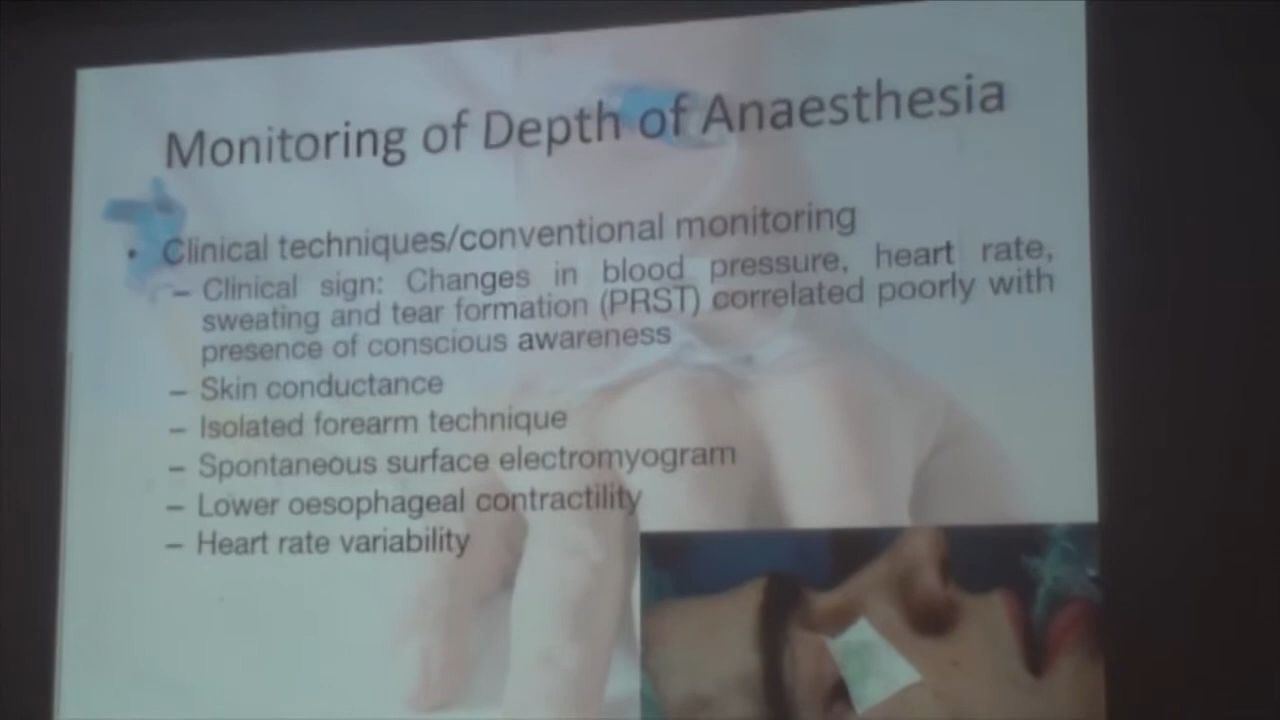 Monitoring of Depth of Anaesthesia
• Clinical techniques/conventional monitoring
– Clinical sign: Changes in blood pressure, heart rate,
sweating and tear formation (PRST) correlated poorly with
presence of conscious awareness
– Skin conductance
– Isolated forearm technique
– Spontaneous surface electromyogram
– Lower oesophageal contractility
– Heart rate variability